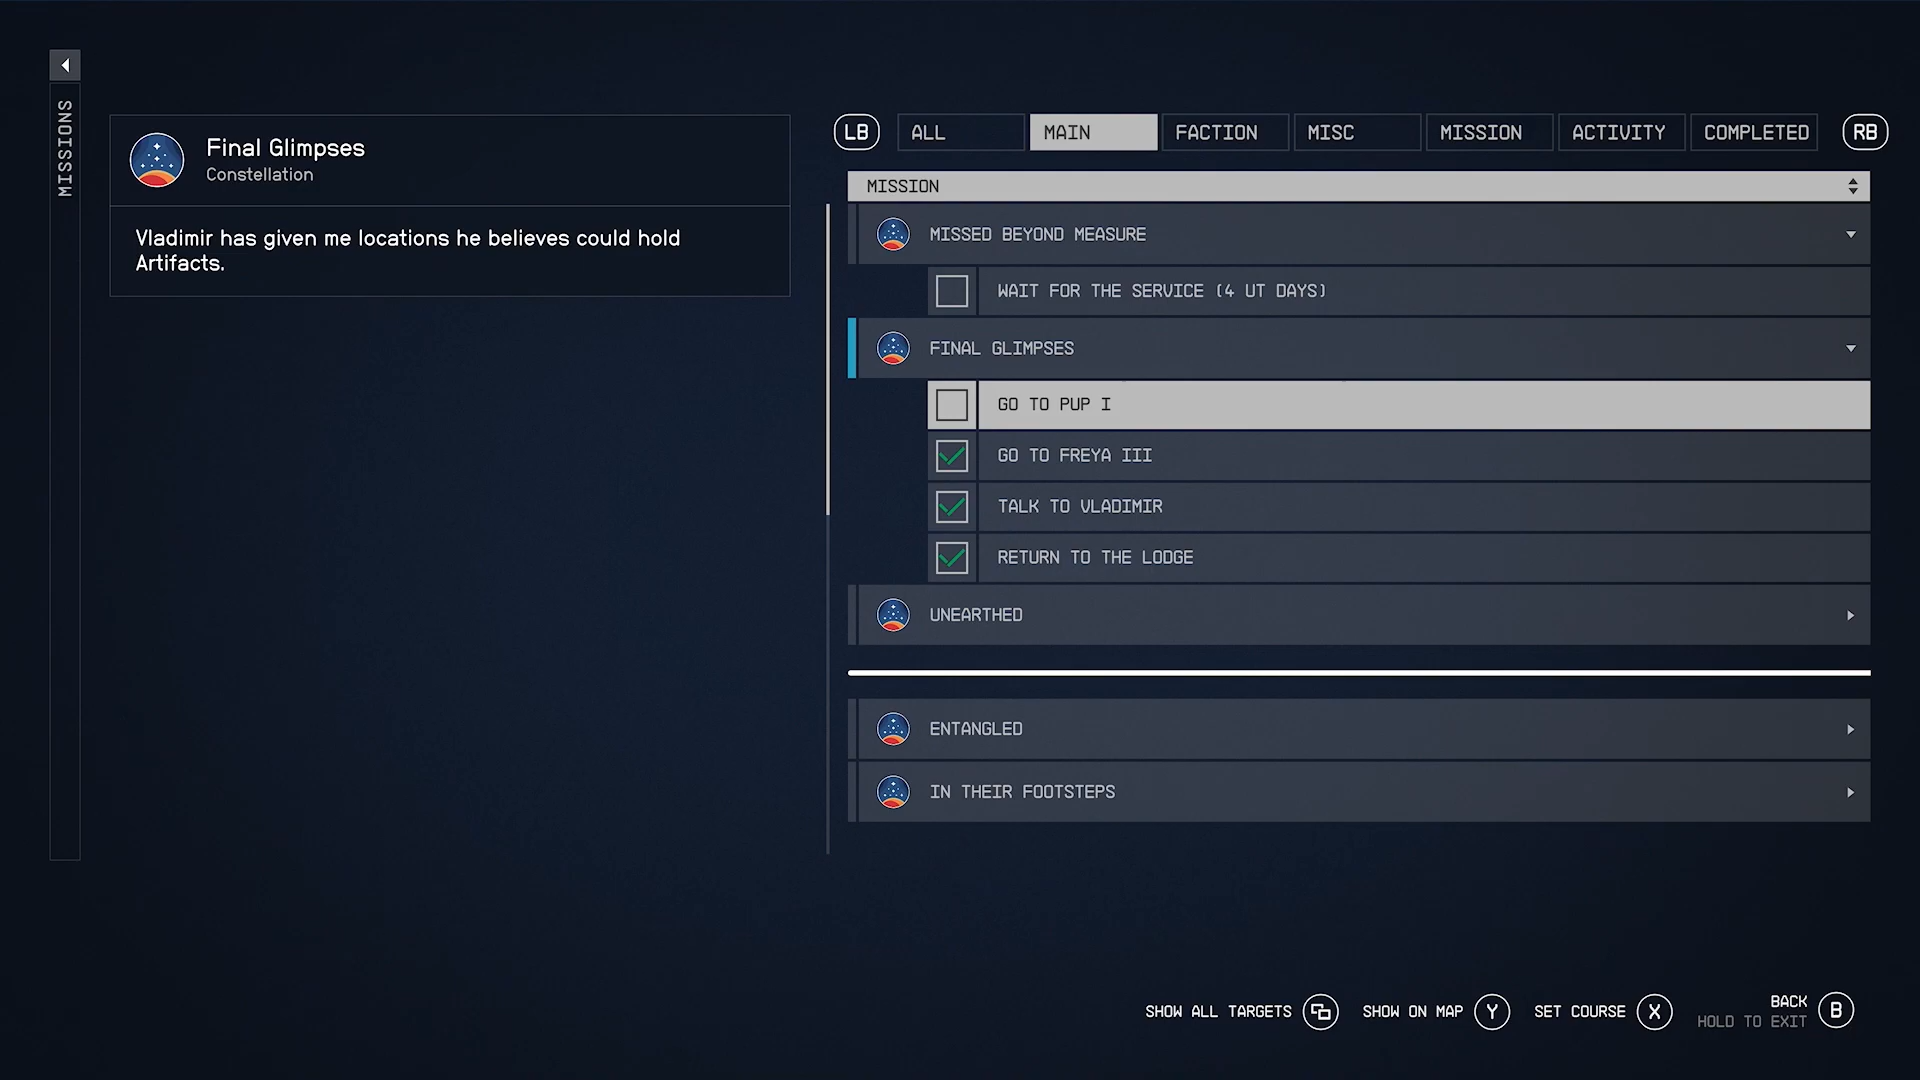 MISSIONS
Final Glimpses
Constellation
Vladimir has given me locations he believes could hold
Artifacts.
LB
ALL
MAIN
FACTION
MISC
MISSION
ACTIVITY
COMPLETED
RB
MISSION
MISSED BEYOND MEASURE
WAIT FOR THE SERVICE (4 UT DAYS)
FINAL GLIMPSES
GO TO PUP I
GO TO FREYA III
TALK TO VLADIMIR
RETURN TO THE LODGE
UNEARTHED
ENTANGLED
IN THEIR FOOTSTEPS
SHOW ALL TARGETS
SHOW ON MAP Y
SET COURSE X
BACK B
HOLD TO EXIT